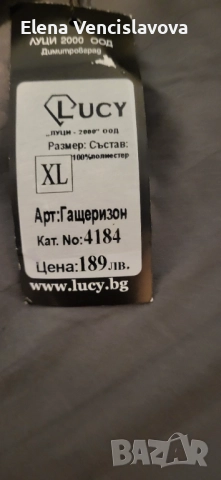 Elena Vencislavova
ЛУЦИ 2000 ООД
Димитровград
LUCY
"ЛУЦИ - 2000" ООД
Размер: Състав:
100%полиестер
XL
Арт:Гащеризон
Кат. No:4184
Цена:189лв.
www.lucy.bg
BAZAR